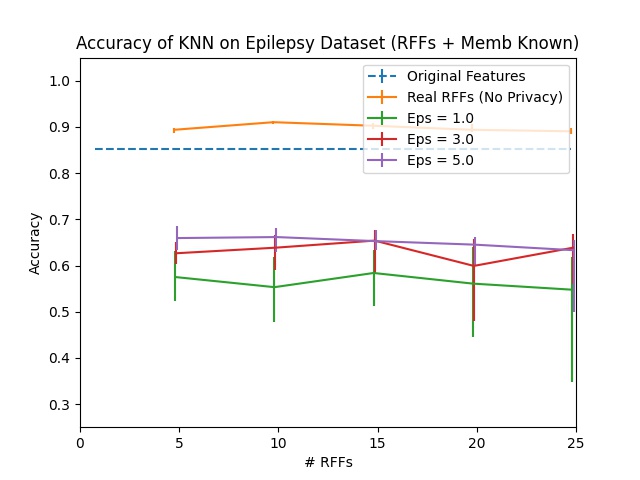 Accuracy of KNN on Epilepsy Dataset (RFFs + Memb Known)
Original Features
Real RFFs (No Privacy)
Eps = 1.0
Eps = 3.0
Eps = 5.0
Accuracy
1.0
0.9
0.8
0.7
0.6
0.5
0.4
0.3
0 5 10 15 20 25
# RFFs